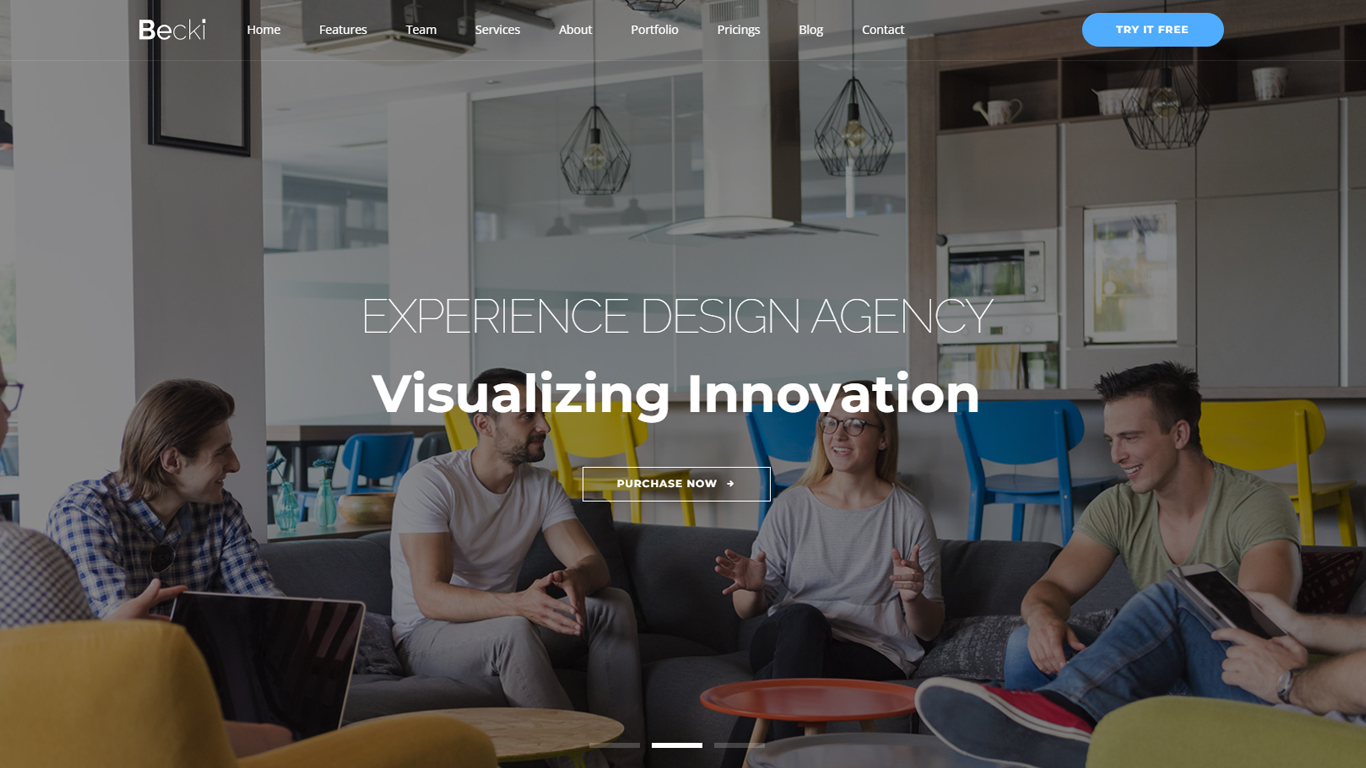 Becki
Home Features Team Services About Portfolio Pricings Blog Contact
TRY IT FREE
EXPERIENCE DESIGN AGENCY
Visualizing Innovation
PURCHASE NOW →